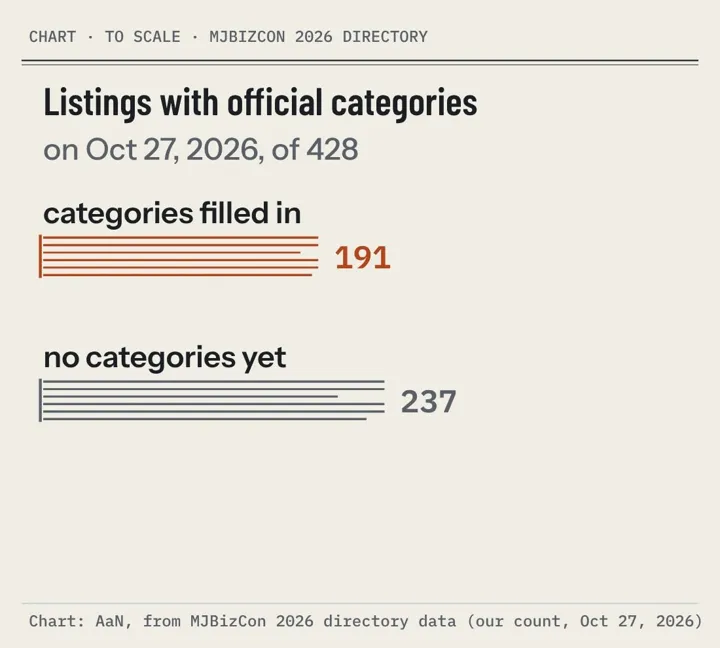 CHART · TO SCALE · MJBIZCON 2026 DIRECTORY
Listings with official categories
on Oct 27, 2026, of 428
categories filled in
191
no categories yet
237
Chart: AaN, from MJBizCon 2026 directory data (our count, Oct 27, 2026)